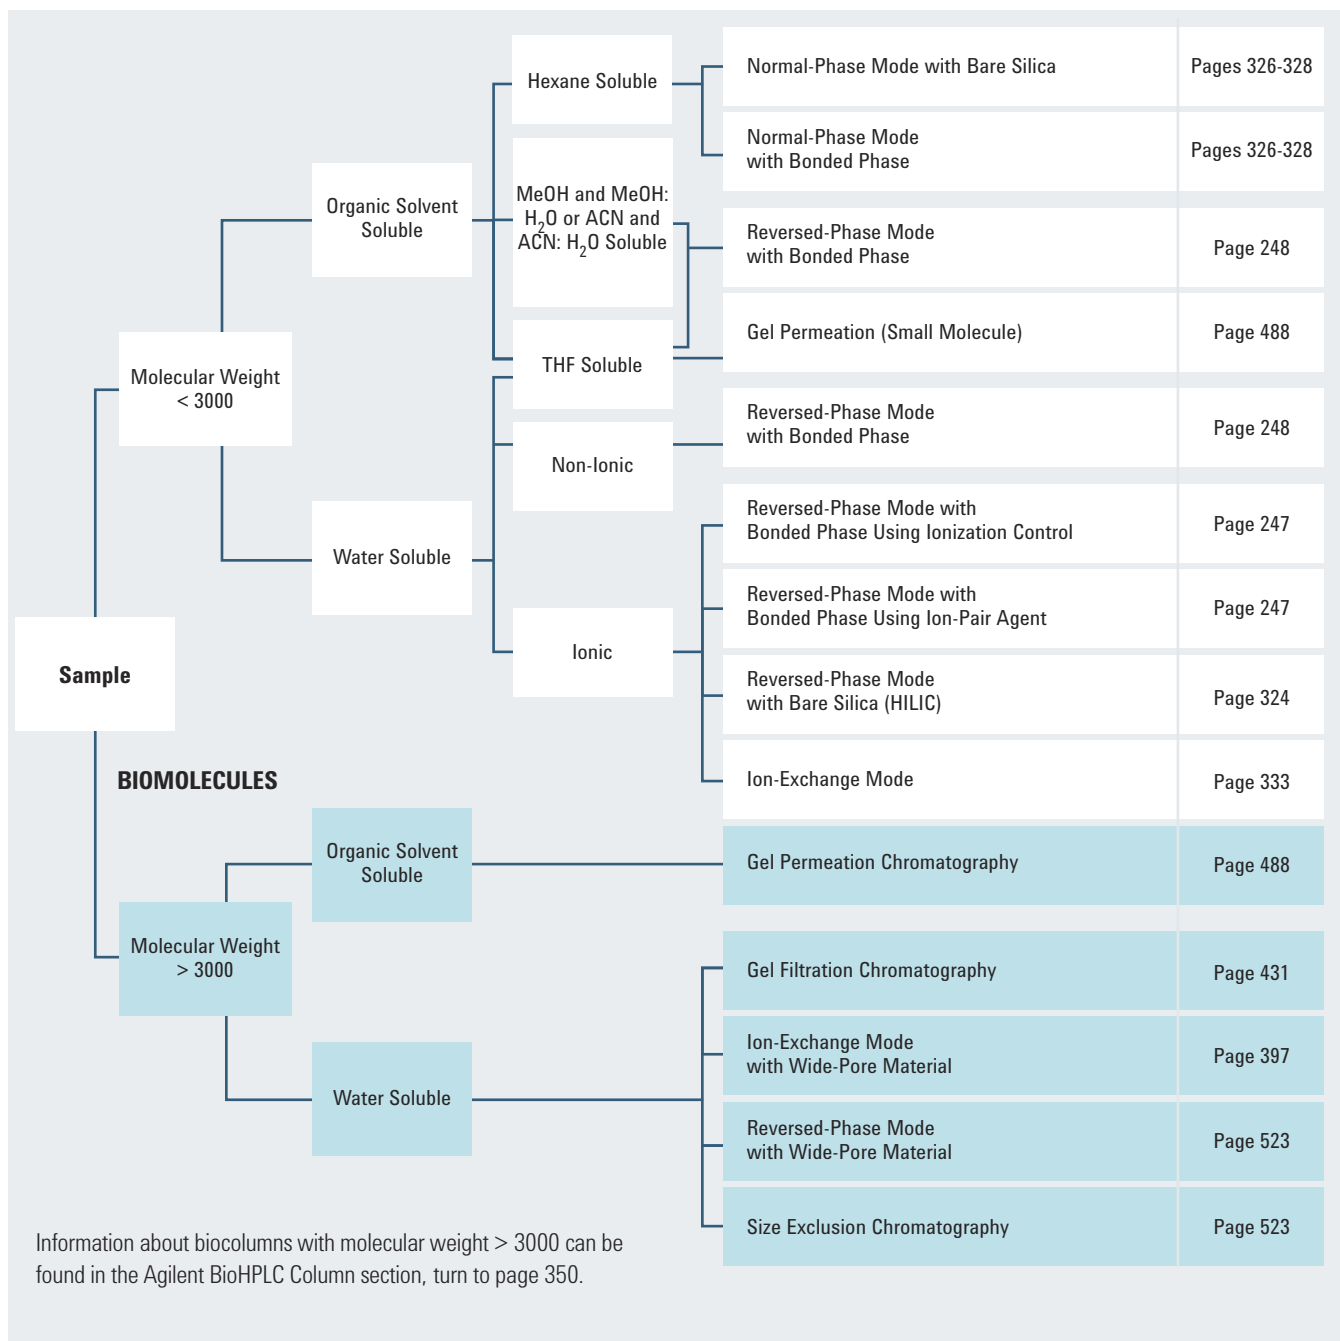 Hexane Soluble
Normal-Phase Mode with Bare Silica
Pages 326-328
Normal-Phase Mode
with Bonded Phase
Pages 326-328
Organic Solvent
Soluble
MeOH and MeOH:
H2O or ACN and
ACN: H2O Soluble
Reversed-Phase Mode
with Bonded Phase
Page 248
Gel Permeation (Small Molecule)
Page 488
THF Soluble
Molecular Weight
< 3000
Reversed-Phase Mode
with Bonded Phase
Page 248
Non-Ionic
Water Soluble
Reversed-Phase Mode with
Bonded Phase Using Ionization Control
Page 247
Reversed-Phase Mode with
Bonded Phase Using Ion-Pair Agent
Page 247
Ionic
Sample
Reversed-Phase Mode
with Bare Silica (HILIC)
Page 324
Ion-Exchange Mode
Page 333
BIOMOLECULES
Organic Solvent
Soluble
Gel Permeation Chromatography
Page 488
Molecular Weight
> 3000
Gel Filtration Chromatography
Page 431
Ion-Exchange Mode
with Wide-Pore Material
Page 397
Water Soluble
Reversed-Phase Mode
with Wide-Pore Material
Page 523
Size Exclusion Chromatography
Page 523
Information about biocolumns with molecular weight > 3000 can be
found in the Agilent BioHPLC Column section, turn to page 350.